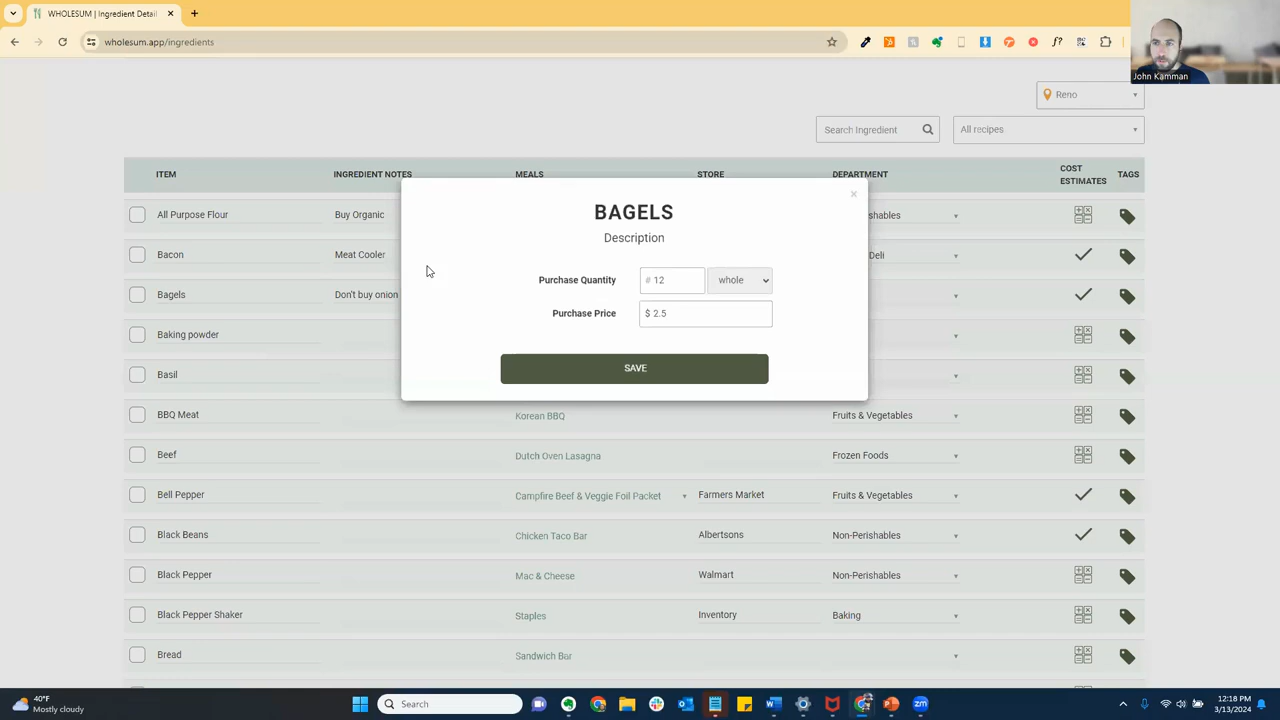 WHOLESUM | Ingredient Detail
wholesum.app/ingredients
John Kamman
Reno
Search Ingredient
All recipes
ITEM INGREDIENT NOTES MEALS STORE DEPARTMENT COST ESTIMATES TAGS
BAGELS
Description
Purchase Quantity # 12 whole
Purchase Price $ 2.5
SAVE
All Purpose Flour Buy Organic shables
Bacon Meat Cooler Deli
Bagels Don't buy onion
Baking powder
Basil
BBQ Meat Korean BBQ Fruits & Vegetables
Beef Dutch Oven Lasagna Frozen Foods
Bell Pepper Campfire Beef & Veggie Foil Packet Farmers Market Fruits & Vegetables
Black Beans Chicken Taco Bar Albertsons Non-Perishables
Black Pepper Mac & Cheese Walmart Non-Perishables
Black Pepper Shaker Staples Inventory Baking
Bread Sandwich Bar
40°F
Mostly cloudy
Search
12:18 PM
3/13/2024